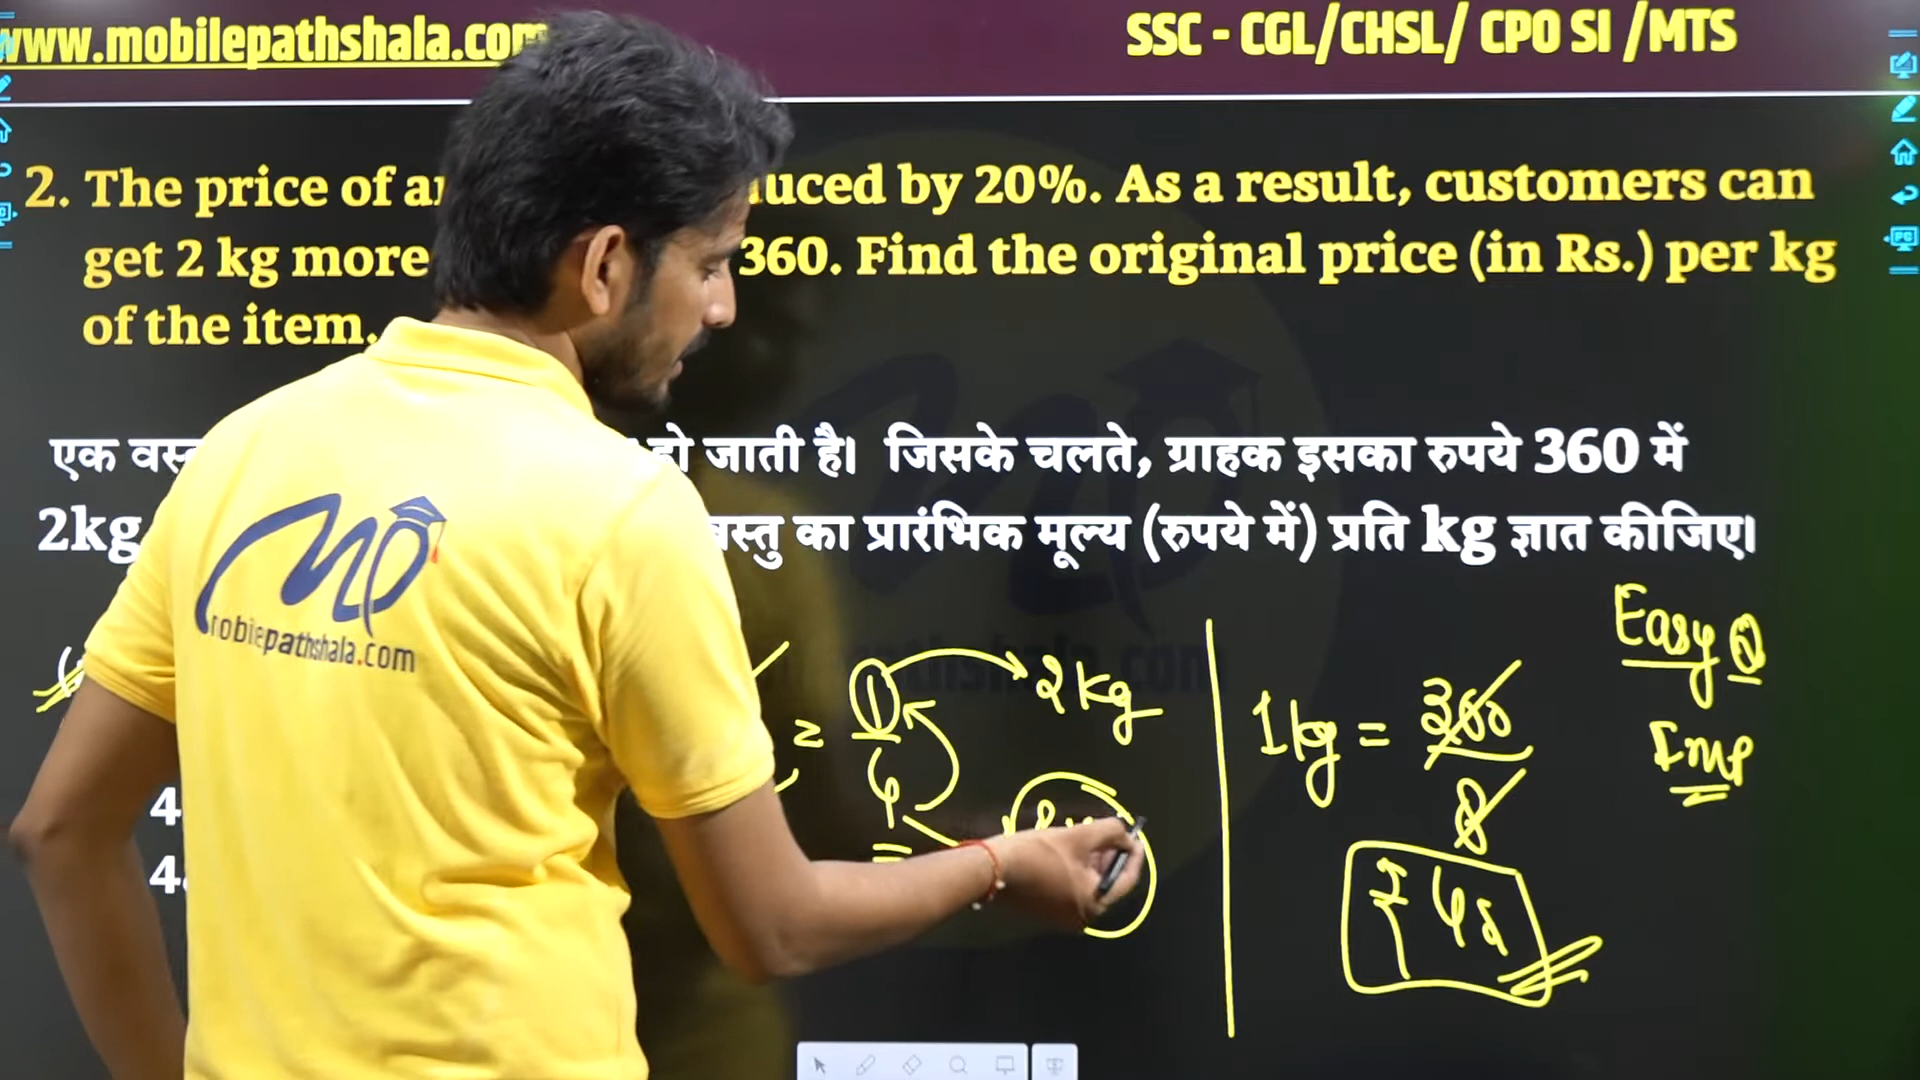 www.mobilepathshala.com
SSC - CGL/CHSL/ CPO SI /MTS
2. The price of by 20%. As a result, customers can
get 2 kg more 360. Find the original price (in Rs.) per kg
of the item.
एक हो जाती है। जिसके चलते, ग्राहक इसका रुपये 360 में
2kg वस्तु का प्रारंभिक मूल्य (रुपये में) प्रति kg ज्ञात कीजिए।
mobilepathshala.com
Easy Q
Imp
= 1/4 2kg
1kg = 360/8
₹ 45